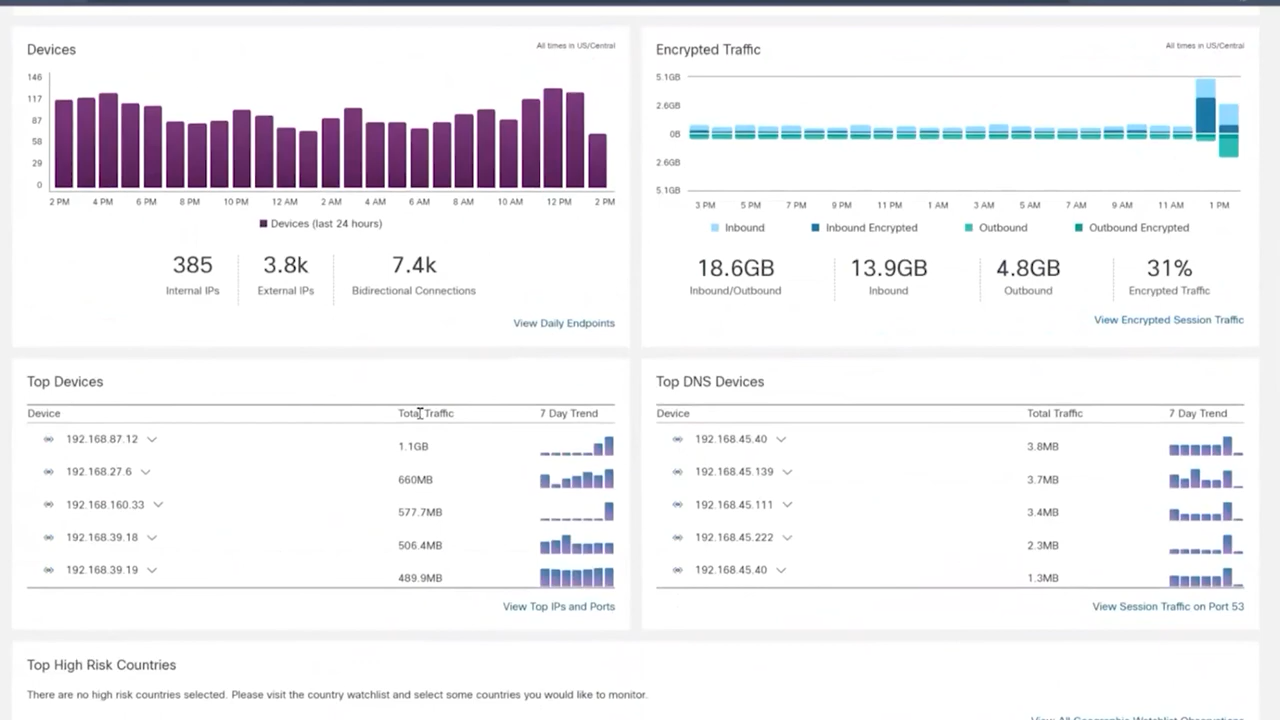 Devices
All times in US/Central
146
117
87
58
29
0
2 PM 4 PM 6 PM 8 PM 10 PM 12 AM 2 AM 4 AM 6 AM 8 AM 10 AM 12 PM 2 PM
Devices (last 24 hours)
385 3.8k 7.4k
Internal IPs External IPs Bidirectional Connections
View Daily Endpoints
Encrypted Traffic
All times in US/Central
5.1GB
2.6GB
0B
2.6GB
5.1GB
3 PM 5 PM 7 PM 9 PM 11 PM 1 AM 3 AM 5 AM 7 AM 9 AM 11 AM 1 PM
Inbound Inbound Encrypted Outbound Outbound Encrypted
18.6GB 13.9GB 4.8GB 31%
Inbound/Outbound Inbound Outbound Encrypted Traffic
View Encrypted Session Traffic
Top Devices
Device Total Traffic 7 Day Trend
192.168.87.12 1.1GB
192.168.27.6 660MB
192.168.160.33 577.7MB
192.168.39.18 506.4MB
192.168.39.19 489.9MB
View Top IPs and Ports
Top DNS Devices
Device Total Traffic 7 Day Trend
192.168.45.40 3.8MB
192.168.45.139 3.7MB
192.168.45.111 3.4MB
192.168.45.222 2.3MB
192.168.45.40 1.3MB
View Session Traffic on Port 53
Top High Risk Countries
There are no high risk countries selected. Please visit the country watchlist and select some countries you would like to monitor.
View All Geographic Watchlist Observations